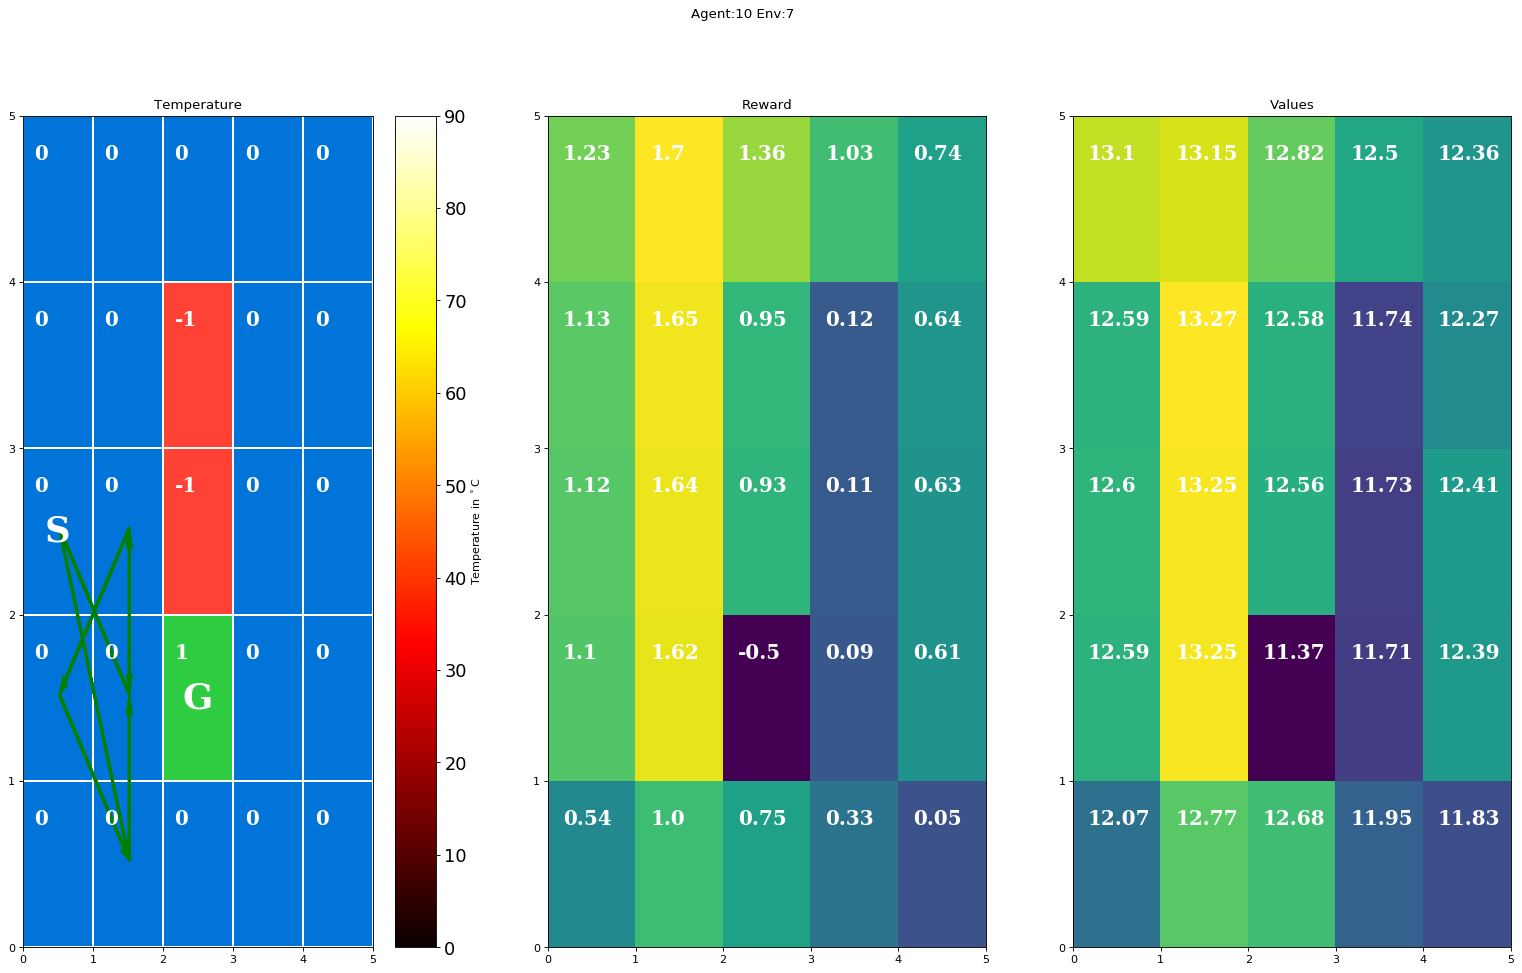 Agent:10 Env:7
Temperature
Reward
Values
5
0 0 0 0 0
4
0 0 -1 0 0
3
0 0 -1 0 0
S
2
0 0 1 0 0
G
1
0 0 0 0 0
0
0 1 2 3 4 5
90
80
70
60
50
40
30
20
10
0
Temperature in °C
5
1.23 1.7 1.36 1.03 0.74
4
1.13 1.65 0.95 0.12 0.64
3
1.12 1.64 0.93 0.11 0.63
2
1.1 1.62 -0.5 0.09 0.61
1
0.54 1.0 0.75 0.33 0.05
0
0 1 2 3 4 5
5
13.1 13.15 12.82 12.5 12.36
4
12.59 13.27 12.58 11.74 12.27
3
12.6 13.25 12.56 11.73 12.41
2
12.59 13.25 11.37 11.71 12.39
1
12.07 12.77 12.68 11.95 11.83
0
0 1 2 3 4 5